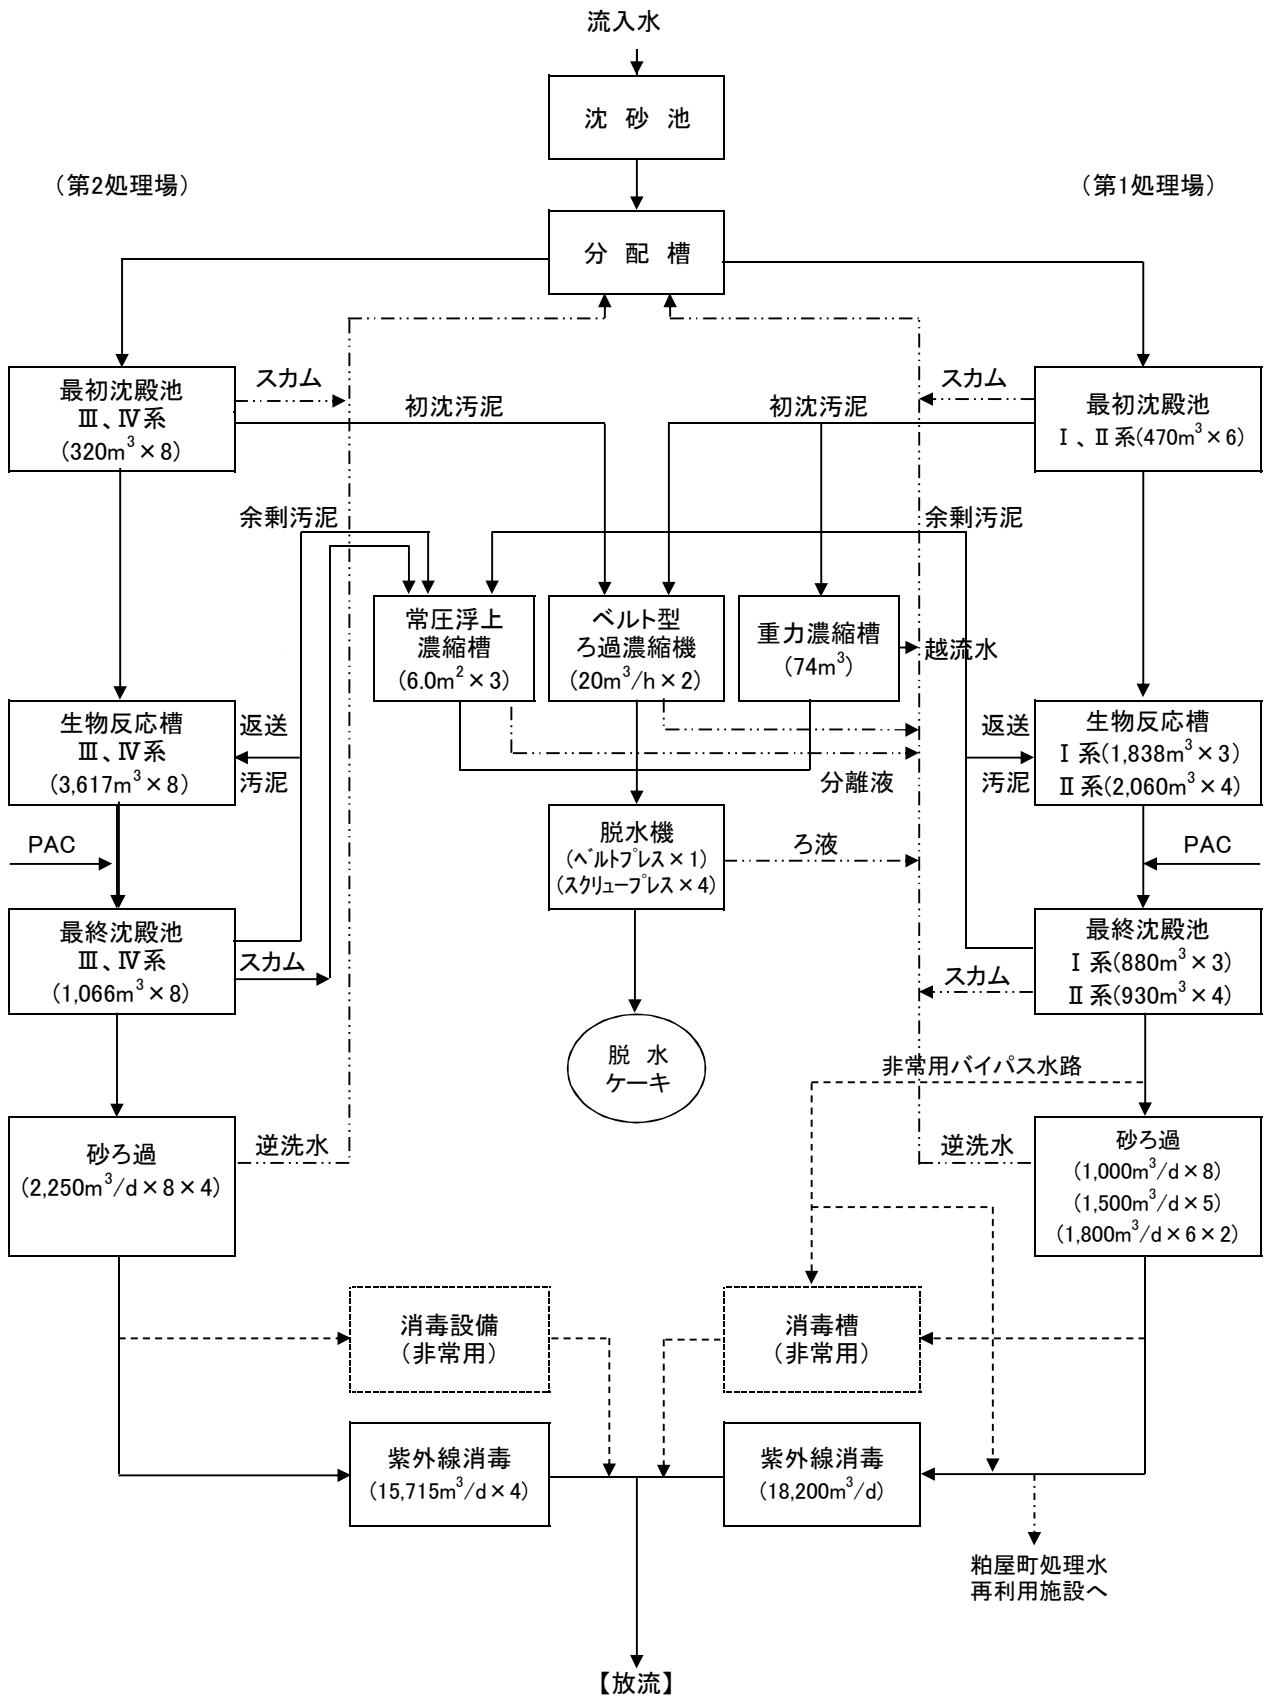 流入水
沈 砂 池
（第2処理場）
（第1処理場）
分 配 槽
最初沈殿池
Ⅲ、Ⅳ系
(320m³×8)
スカム
初沈汚泥
初沈汚泥
スカム
最初沈殿池
Ⅰ、Ⅱ系(470m³×6)
余剰汚泥
余剰汚泥
常圧浮上
濃縮槽
(6.0m²×3)
ベルト型
ろ過濃縮機
(20m³/h×2)
重力濃縮槽
(74m³)
越流水
生物反応槽
Ⅲ、Ⅳ系
(3,617m³×8)
返送
汚泥
分離液
返送
汚泥
生物反応槽
Ⅰ系(1,838m³×3)
Ⅱ系(2,060m³×4)
PAC
脱水機
(ﾍﾞﾙﾄﾌﾟﾚｽ×1)
(ｽｸﾘｭｰﾌﾟﾚｽ×4)
ろ液
PAC
最終沈殿池
Ⅲ、Ⅳ系
(1,066m³×8)
スカム
スカム
最終沈殿池
Ⅰ系(880m³×3)
Ⅱ系(930m³×4)
脱 水
ケーキ
非常用バイパス水路
砂ろ過
(2,250m³/d×8×4)
逆洗水
逆洗水
砂ろ過
(1,000m³/d×8)
(1,500m³/d×5)
(1,800m³/d×6×2)
消毒設備
（非常用）
消毒槽
（非常用）
紫外線消毒
(15,715m³/d×4)
紫外線消毒
(18,200m³/d)
粕屋町処理水
再利用施設へ
【放流】